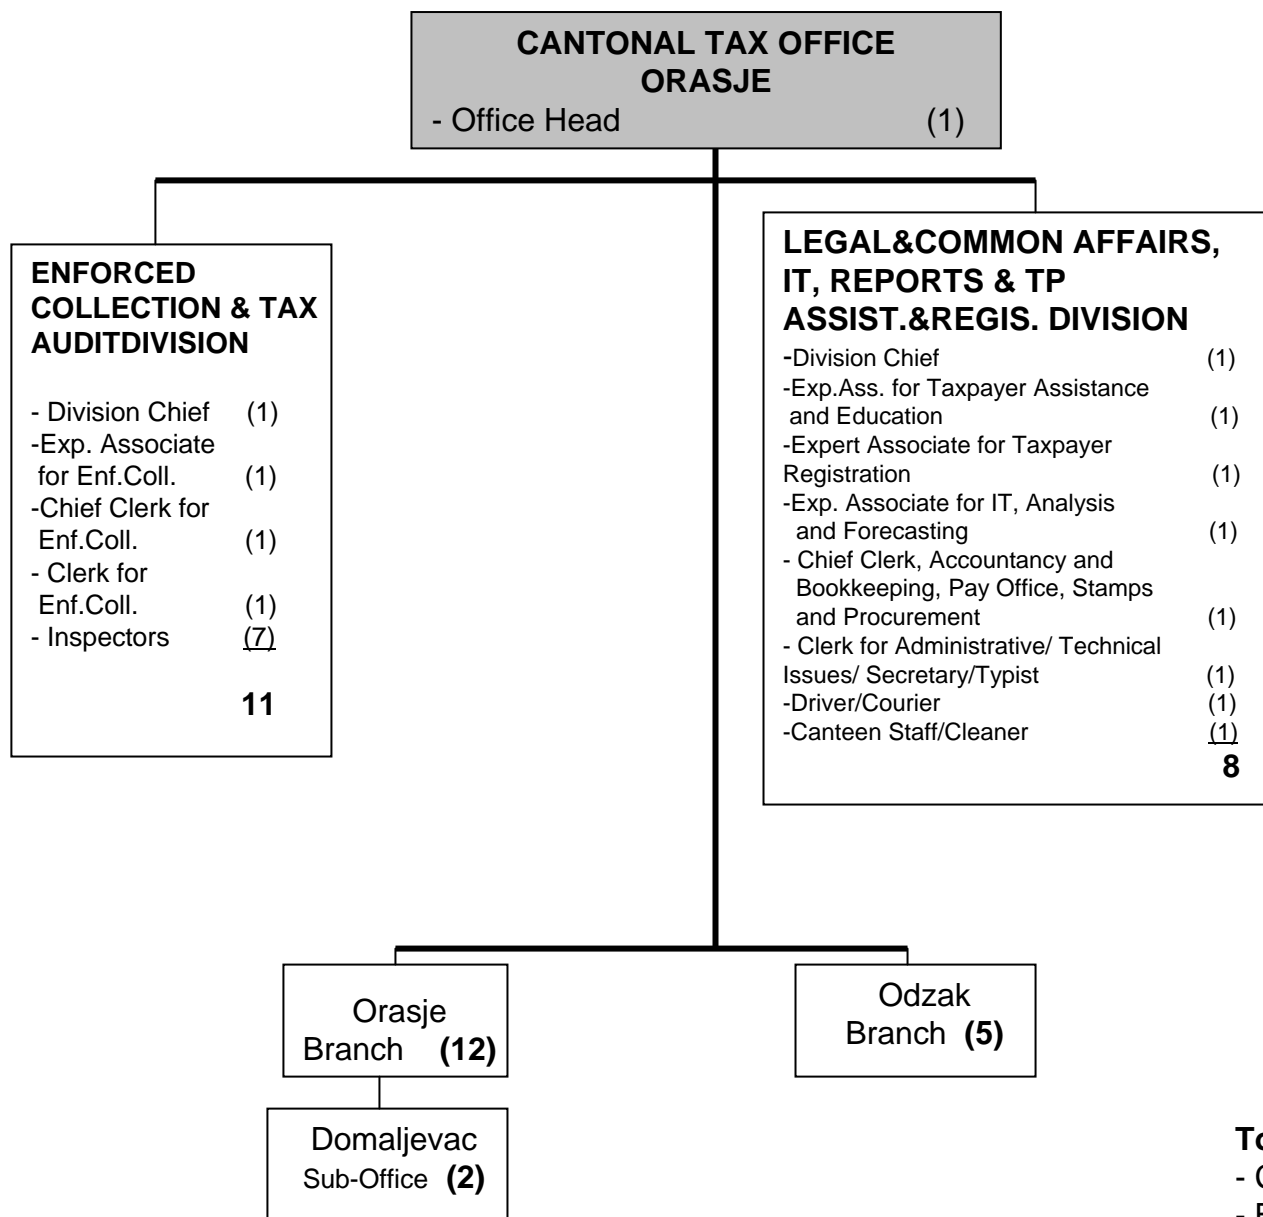 CANTONAL TAX OFFICE
ORASJE
- Office Head (1)
ENFORCED
COLLECTION & TAX
AUDITDIVISION
- Division Chief (1)
-Exp. Associate
for Enf.Coll. (1)
-Chief Clerk for
Enf.Coll. (1)
- Clerk for
Enf.Coll. (1)
- Inspectors (7)
11
LEGAL&COMMON AFFAIRS,
IT, REPORTS & TP
ASSIST.&REGIS. DIVISION
-Division Chief (1)
-Exp.Ass. for Taxpayer Assistance
and Education (1)
-Expert Associate for Taxpayer
Registration (1)
-Exp. Associate for IT, Analysis
and Forecasting (1)
- Chief Clerk, Accountancy and
Bookkeeping, Pay Office, Stamps
and Procurement (1)
- Clerk for Administrative/ Technical
Issues/ Secretary/Typist (1)
-Driver/Courier (1)
-Canteen Staff/Cleaner (1)
8
Orasje
Branch (12)
Odzak
Branch (5)
Domaljevac
Sub-Office (2)